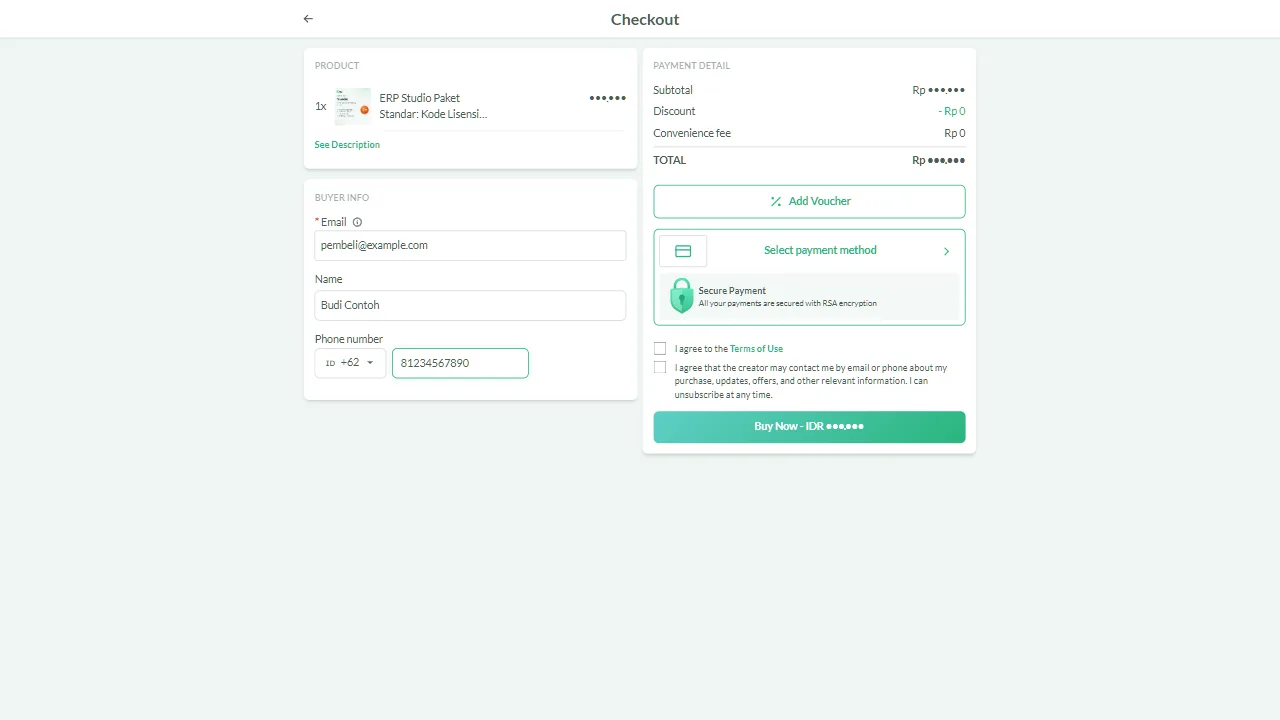 Checkout
PRODUCT
1x
ERP Studio Paket
Standar: Kode Lisensi...
•••.•••
See Description
BUYER INFO
* Email
pembeli@example.com
Name
Budi Contoh
Phone number
ID +62
81234567890
PAYMENT DETAIL
Subtotal Rp •••.•••
Discount - Rp 0
Convenience fee Rp 0
TOTAL Rp •••.•••
Add Voucher
Select payment method
Secure Payment
All your payments are secured with RSA encryption
I agree to the Terms of Use
I agree that the creator may contact me by email or phone about my
purchase, updates, offers, and other relevant information. I can
unsubscribe at any time.
Buy Now - IDR •••.•••